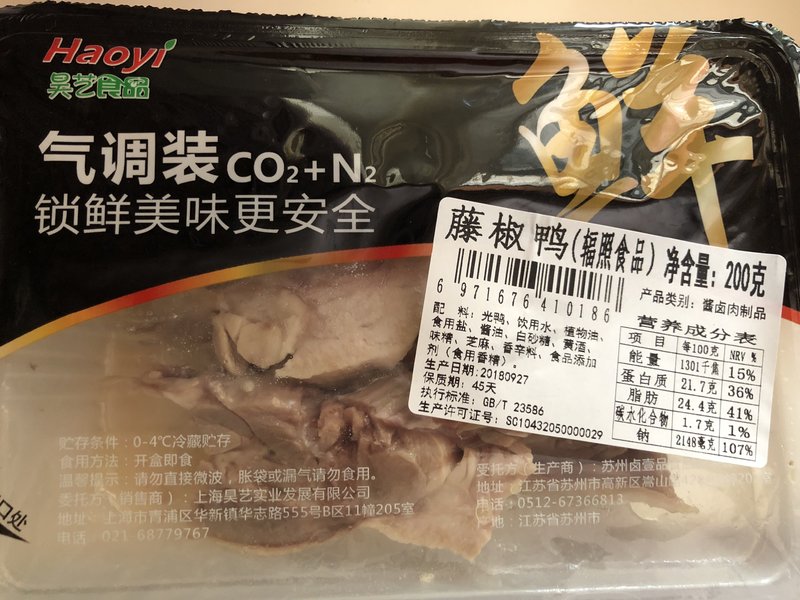 Haoyi
昊艺食品
鲜
气调装 CO₂+N₂
锁鲜美味更安全
藤椒鸭(辐照食品) 净含量: 200克
6 971676 410186
产品类别: 酱卤肉制品
配 料: 光鸭、饮用水、植物油、
食用盐、酱油、白砂糖、黄酒、
味精、芝麻、香辛料、食品添加
剂（食用香精）。
生产日期: 20180927
保质期: 45天
执行标准: GB/T 23586
生产许可证号: SC10432050000029
营养成分表
项目 每100克 NRV %
能量 1301千焦 15%
蛋白质 21.7克 36%
脂肪 24.4克 41%
碳水化合物 1.7克 1%
钠 2148毫克 107%
贮存条件：0-4℃冷藏贮存
食用方法：开盒即食
温馨提示：请勿直接微波，胀袋或漏气请勿食用。
委托方（销售商）：上海昊艺实业发展有限公司
地址：上海市青浦区华新镇华志路555号B区11幢205室
电话：021-68779767
受托方（生产商）：苏州卤壹品
地址：江苏省苏州市高新区嵩山
电话：0512-67366813
产地：江苏省苏州市
口处